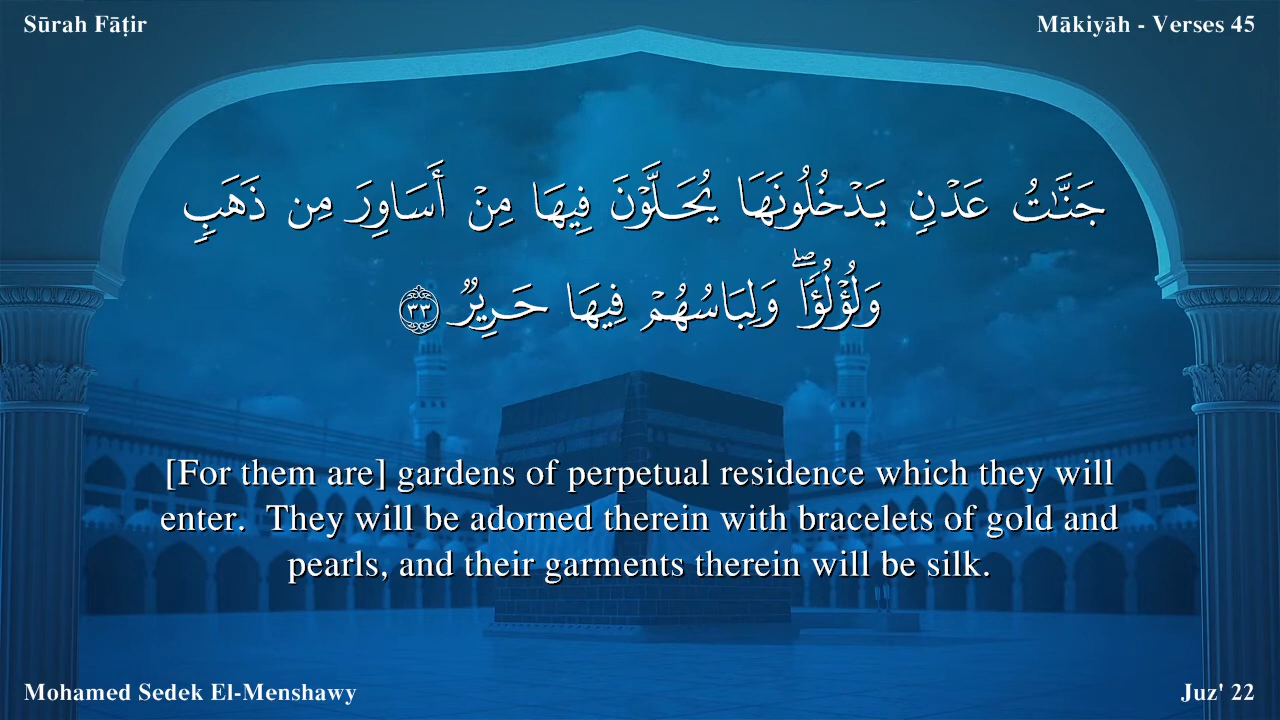 Sūrah Fāṭir
Mākiyāh - Verses 45
جَنَّٰتُ عَدْنٍ يَدْخُلُونَهَا يُحَلَّوْنَ فِيهَا مِنْ أَسَاوِرَ مِن ذَهَبٍ
وَلُؤْلُؤًاۖ وَلِبَاسُهُمْ فِيهَا حَرِيرٌ ٣٣
[For them are] gardens of perpetual residence which they will
enter.  They will be adorned therein with bracelets of gold and
pearls, and their garments therein will be silk.
Mohamed Sedek El-Menshawy
Juz' 22